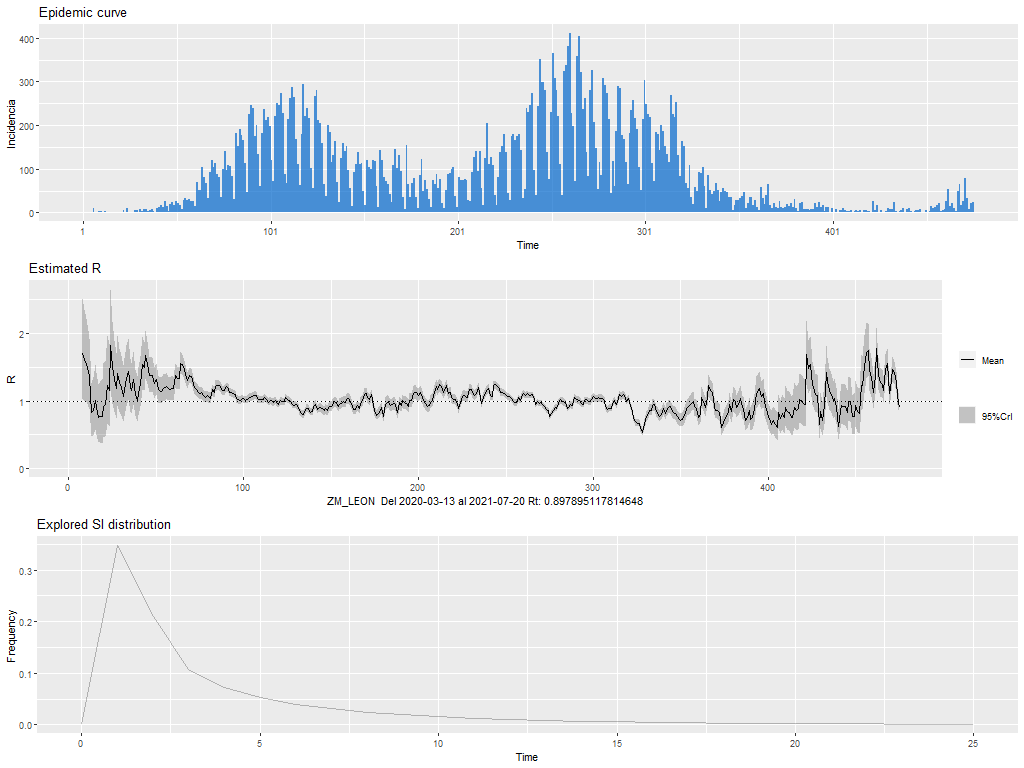 Epidemic curve
400
300
200
100
0
Incidencia
1
101
201
301
401
Time
Estimated R
2
1
0
R
Mean
95%CrI
0
100
200
300
400
ZM_LEON Del 2020-03-13 al 2021-07-20 Rt: 0.897895117814648
Explored SI distribution
0.3
0.2
0.1
0.0
Frequency
0
5
10
15
20
25
Time